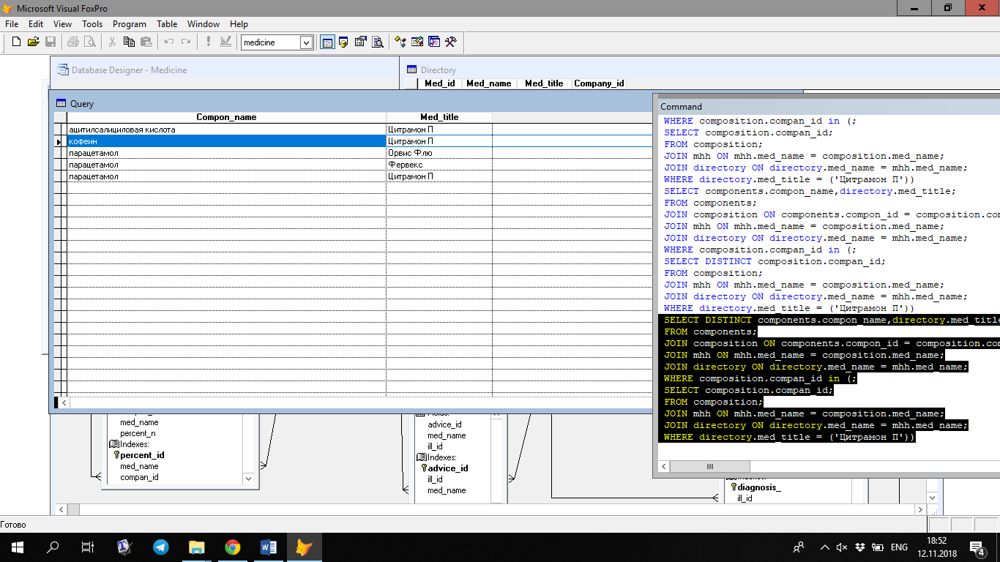 Microsoft Visual FoxPro
File Edit View Tools Program Table Window Help
medicine
Database Designer - Medicine
Directory
Med_id Med_name Med_title Company_id
Query
Compon_name Med_title
ацитилсалициловая кислота Цитрамон П
кофеин Цитрамон П
парацетамол Орвис Флю
парацетамол Фервекс
парацетамол Цитрамон П
Command
WHERE composition.compan_id in (;
SELECT composition.compan_id;
FROM composition;
JOIN mhh ON mhh.med_name = composition.med_name;
JOIN directory ON directory.med_name = mhh.med_name;
WHERE directory.med_title = ('Цитрамон П'))
SELECT components.compon_name,directory.med_title;
FROM components;
JOIN composition ON components.compon_id = composition.com
JOIN mhh ON mhh.med_name = composition.med_name;
JOIN directory ON directory.med_name = mhh.med_name;
WHERE composition.compan_id in (;
SELECT DISTINCT composition.compan_id;
FROM composition;
JOIN mhh ON mhh.med_name = composition.med_name;
JOIN directory ON directory.med_name = mhh.med_name;
WHERE directory.med_title = ('Цитрамон П'))
SELECT DISTINCT components.compon_name,directory.med_title
FROM components;
JOIN composition ON components.compon_id = composition.com
JOIN mhh ON mhh.med_name = composition.med_name;
JOIN directory ON directory.med_name = mhh.med_name;
WHERE composition.compan_id in (;
SELECT composition.compan_id;
FROM composition;
JOIN mhh ON mhh.med_name = composition.med_name;
JOIN directory ON directory.med_name = mhh.med_name;
WHERE directory.med_title = ('Цитрамон П'))
med_name
percent_n
Indexes:
percent_id
med_name
compan_id
advice_id
med_name
ill_id
Indexes:
advice_id
ill_id
med_name
diagnosis_
ill_id
Готово
ENG
18:52
12.11.2018
4